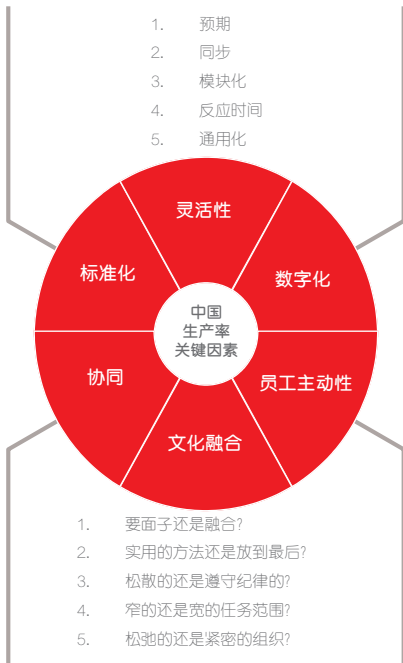 1. 预期
2. 同步
3. 模块化
4. 反应时间
5. 通用化
灵活性
标准化
数字化
中国
生产率
关键因素
协同
员工主动性
文化融合
1. 要面子还是融合?
2. 实用的方法还是放到最后?
3. 松散的还是遵守纪律的?
4. 窄的还是宽的任务范围?
5. 松弛的还是紧密的组织?